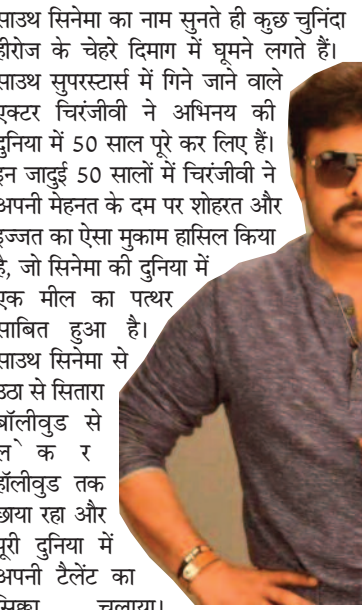 साउथ सिनेमा का नाम सुनते ही कुछ चुनिंदा
हीरोज के चेहरे दिमाग में घूमने लगते हैं।
साउथ सुपरस्टार्स में गिने जाने वाले
एक्टर चिरंजीवी ने अभिनय की
दुनिया में 50 साल पूरे कर लिए हैं।
इन जादुई 50 सालों में चिरंजीवी ने
अपनी मेहनत के दम पर शोहरत और
इज्जत का ऐसा मुकाम हासिल किया
है, जो सिनेमा की दुनिया में
एक मील का पत्थर
साबित हुआ है।
साउथ सिनेमा से
उठा से सितारा
बॉलीवुड से
ले क र
हॉलीवुड तक
छाया रहा और
पूरी दुनिया में
अपनी टैलेंट का
सिक्का चलाया।